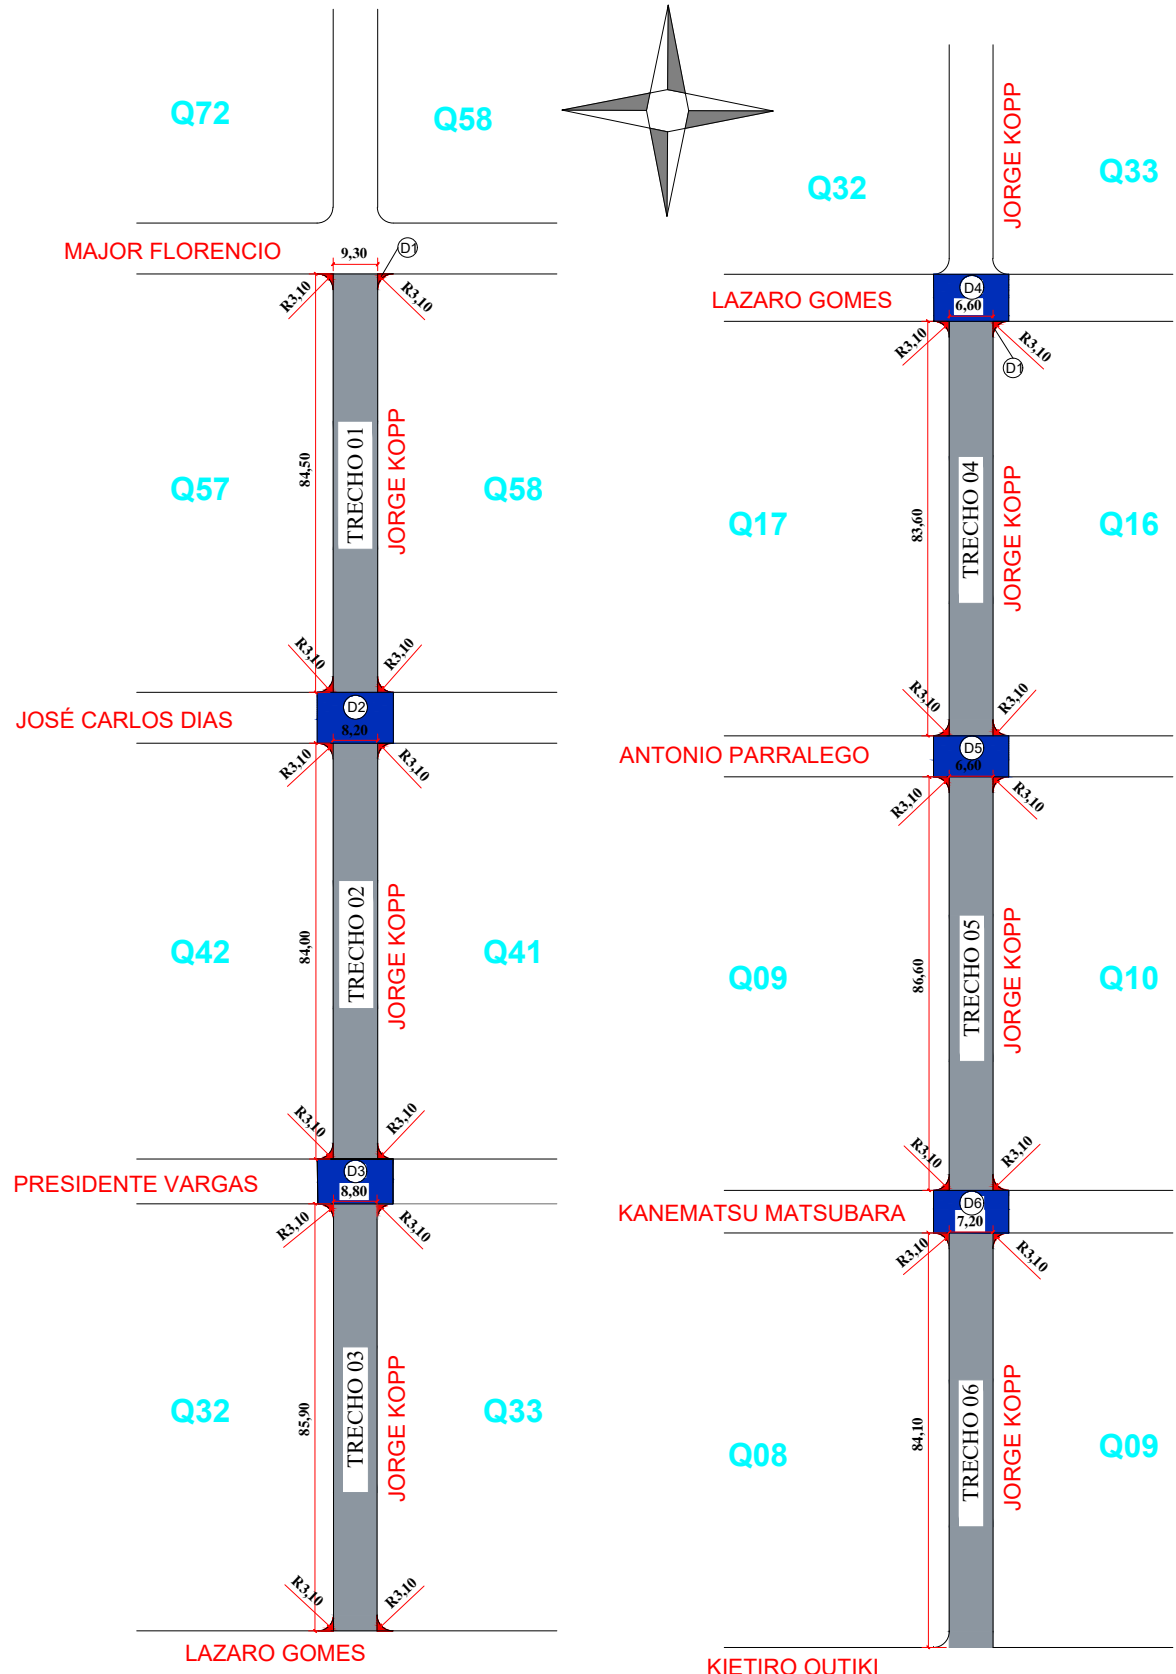 Q72
Q58
MAJOR FLORENCIO
9,30
D1
R3,10
R3,10
84,50
TRECHO 01
JORGE KOPP
Q57
Q58
R3,10
R3,10
JOSÉ CARLOS DIAS
D2
8,20
R3,10
R3,10
84,00
TRECHO 02
JORGE KOPP
Q42
Q41
R3,10
R3,10
PRESIDENTE VARGAS
D3
8,80
R3,10
R3,10
85,90
TRECHO 03
JORGE KOPP
Q32
Q33
R3,10
R3,10
LAZARO GOMES
JORGE KOPP
Q32
Q33
LAZARO GOMES
D4
6,60
R3,10
R3,10
D1
83,60
TRECHO 04
JORGE KOPP
Q17
Q16
R3,10
R3,10
ANTONIO PARRALEGO
D5
6,60
R3,10
R3,10
86,60
TRECHO 05
JORGE KOPP
Q09
Q10
R3,10
R3,10
KANEMATSU MATSUBARA
D6
7,20
R3,10
R3,10
84,10
TRECHO 06
JORGE KOPP
Q08
Q09
KIETIRO OUTIKI